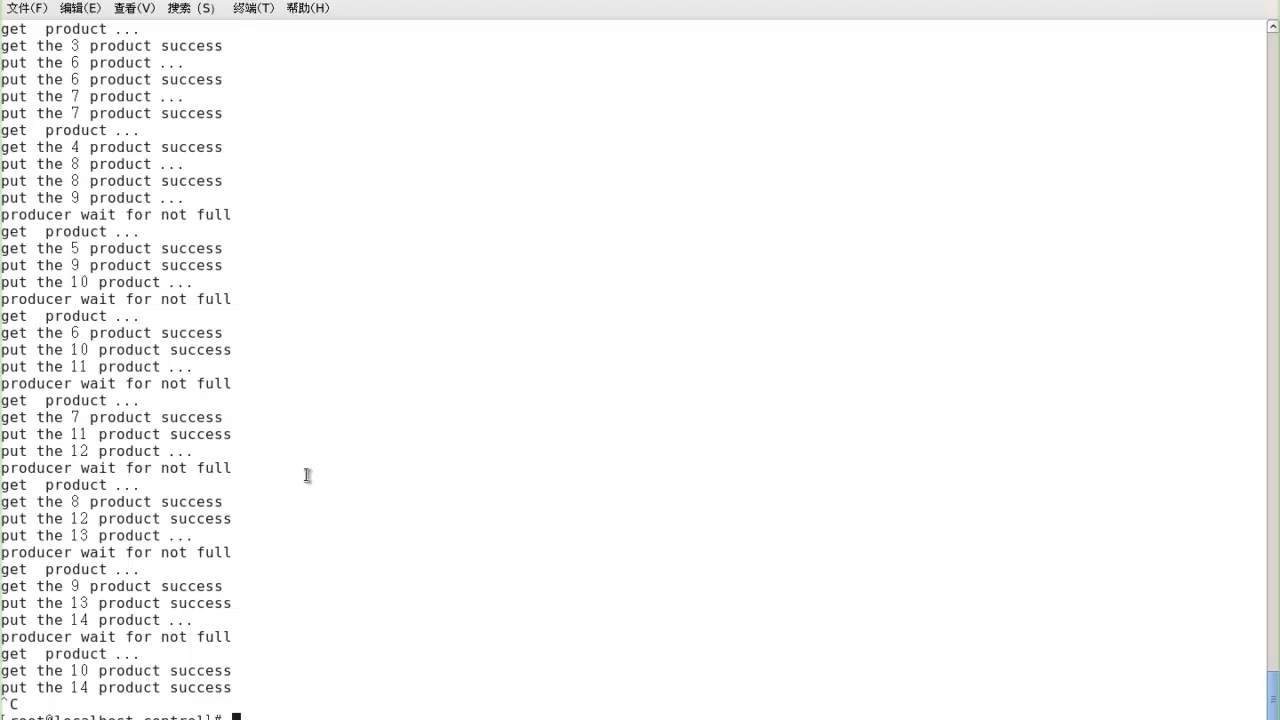 文件(F) 编辑(E) 查看(V) 搜索 (S) 终端(T) 帮助(H)
get  product ...
get the 3 product success
put the 6 product ...
put the 6 product success
put the 7 product ...
put the 7 product success
get  product ...
get the 4 product success
put the 8 product ...
put the 8 product success
put the 9 product ...
producer wait for not full
get  product ...
get the 5 product success
put the 9 product success
put the 10 product ...
producer wait for not full
get  product ...
get the 6 product success
put the 10 product success
put the 11 product ...
producer wait for not full
get  product ...
get the 7 product success
put the 11 product success
put the 12 product ...
producer wait for not full
get  product ...
get the 8 product success
put the 12 product success
put the 13 product ...
producer wait for not full
get  product ...
get the 9 product success
put the 13 product success
put the 14 product ...
producer wait for not full
get  product ...
get the 10 product success
put the 14 product success
^C
[root@localhost controll#